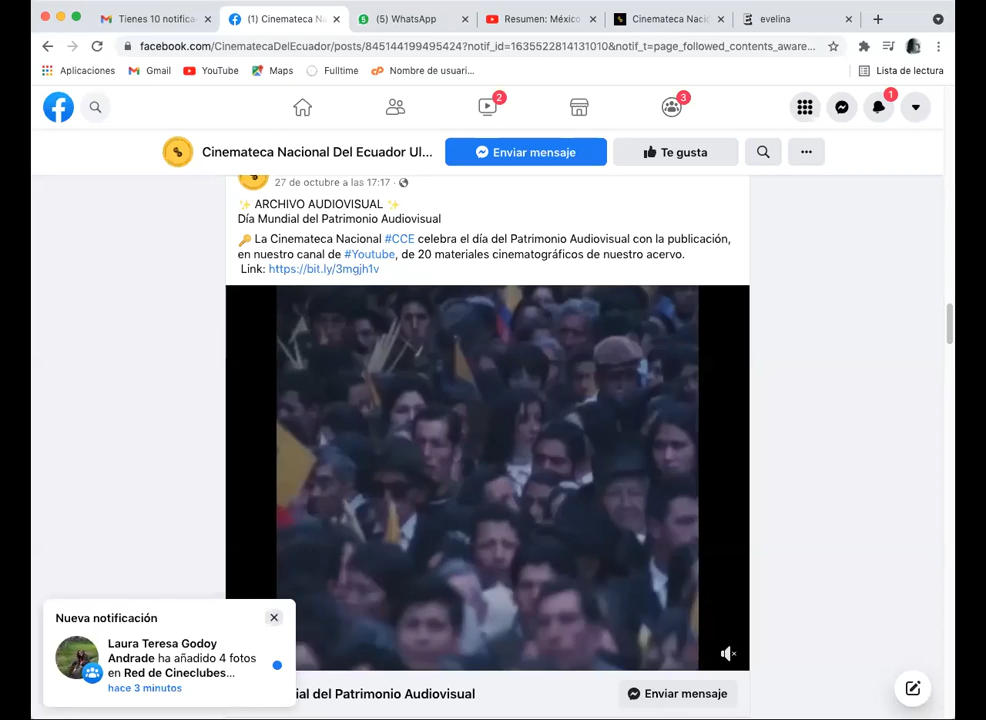 Tienes 10 notifica
(1) Cinemateca Na
(5) WhatsApp
Resumen: México
Cinemateca Naci
evelina
facebook.com/CinematecaDelEcuador/posts/845144199495424?notif_id=1635522814131010&notif_t=page_followed_contents_aware...
Aplicaciones
Gmail
YouTube
Maps
Fulltime
Nombre de usuari...
Lista de lectura
2
3
1
Cinemateca Nacional Del Ecuador Ul...
Enviar mensaje
Te gusta
27 de octubre a las 17:17 ·
✨ ARCHIVO AUDIOVISUAL ✨
Día Mundial del Patrimonio Audiovisual
🔑 La Cinemateca Nacional #CCE celebra el día del Patrimonio Audiovisual con la publicación,
en nuestro canal de #Youtube, de 20 materiales cinematográficos de nuestro acervo.
Link: https://bit.ly/3mgjh1v
Nueva notificación
Laura Teresa Godoy
Andrade ha añadido 4 fotos
en Red de Cineclubes...
hace 3 minutos
ial del Patrimonio Audiovisual
Enviar mensaje